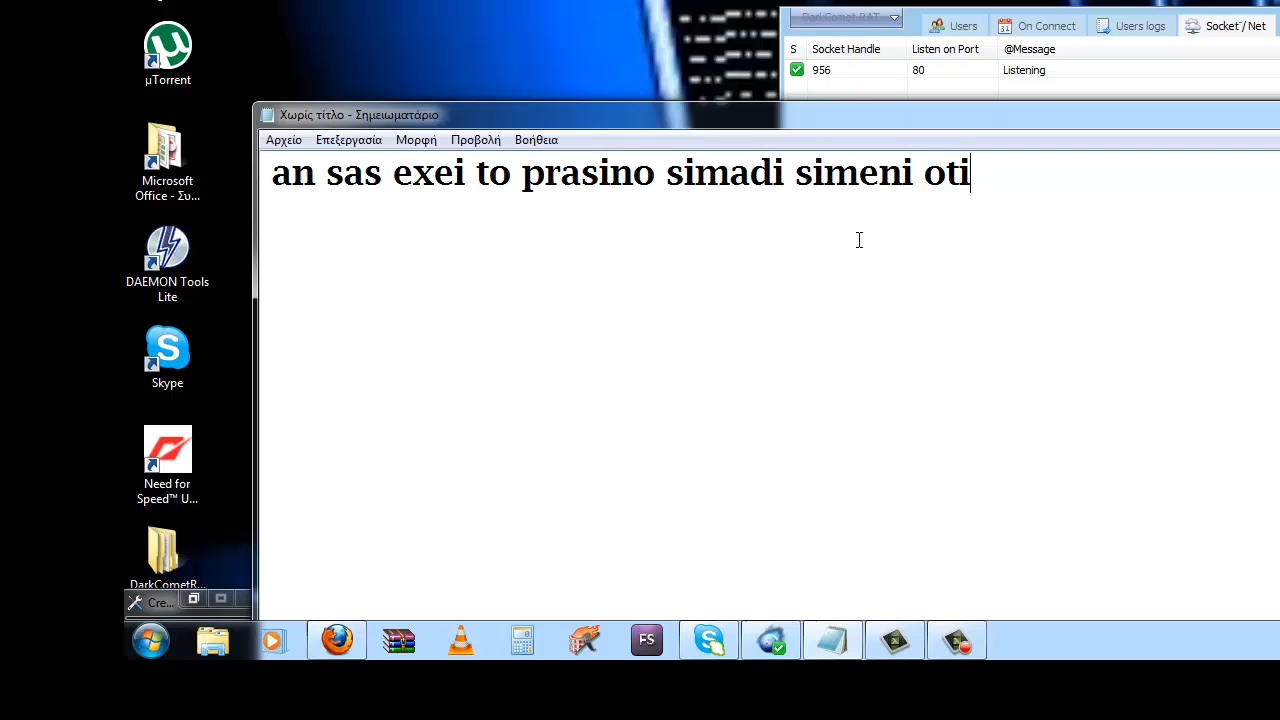 DarkComet-RAT
Users
On Connect
Users logs
Socket / Net
S
Socket Handle
Listen on Port
@Message
956
80
Listening
µTorrent
Microsoft
Office - Συ...
DAEMON Tools
Lite
Skype
Need for
Speed™ U...
DarkCometR...
Χωρίς τίτλο - Σημειωματάριο
Αρχείο Επεξεργασία Μορφή Προβολή Βοήθεια
an sas exei to prasino simadi simeni oti
Cre...
FS